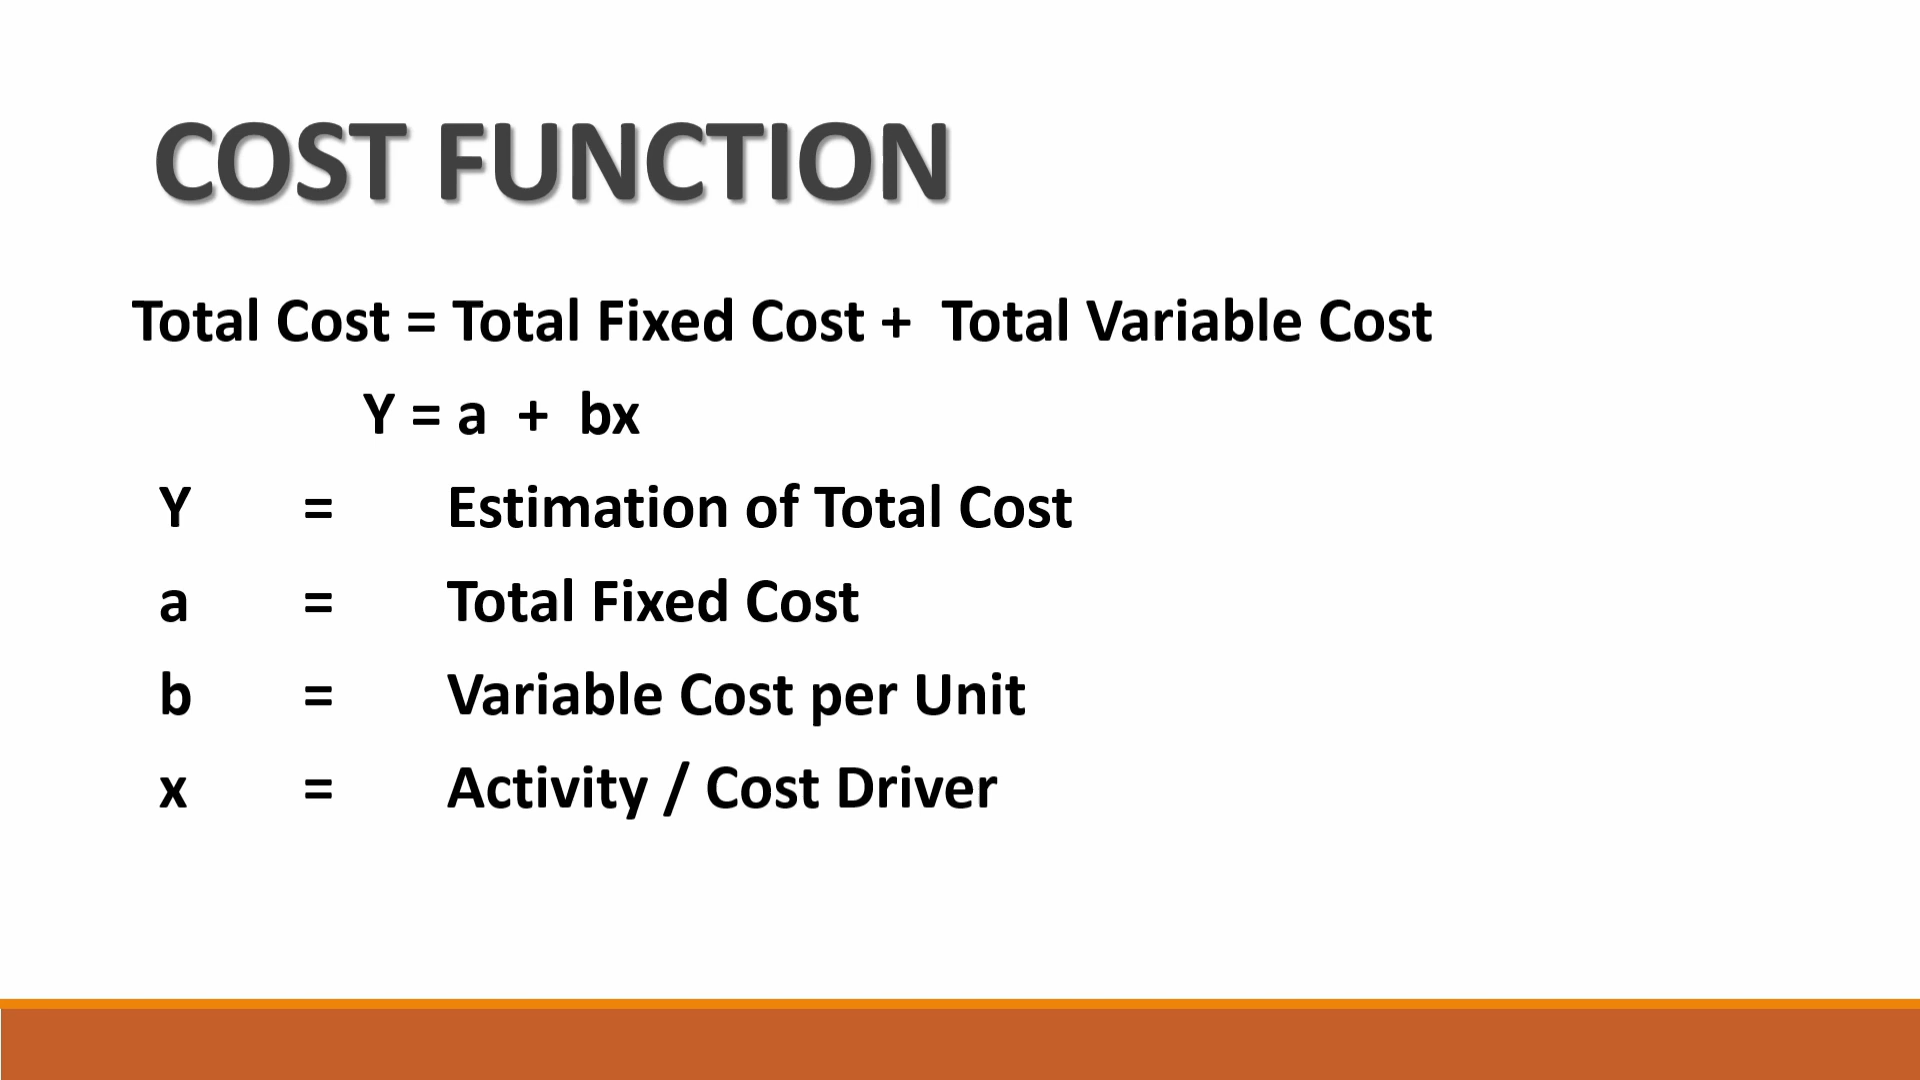 COST FUNCTION
Total Cost = Total Fixed Cost + Total Variable Cost
Y = a + bx
Y = Estimation of Total Cost
a = Total Fixed Cost
b = Variable Cost per Unit
x = Activity / Cost Driver